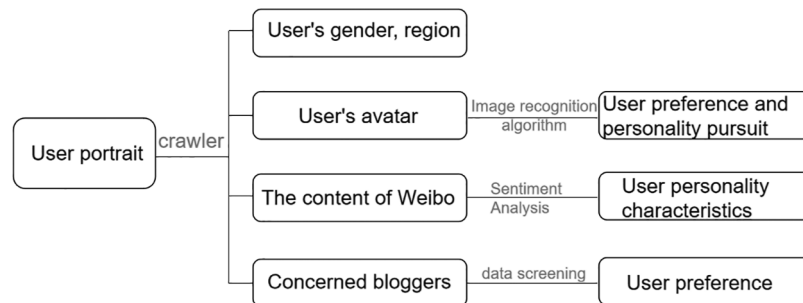 User's gender, region
User's avatar
Image recognition
algorithm
User preference and
personality pursuit
User portrait
crawler
The content of Weibo
Sentiment
Analysis
User personality
characteristics
Concerned bloggers
data screening
User preference